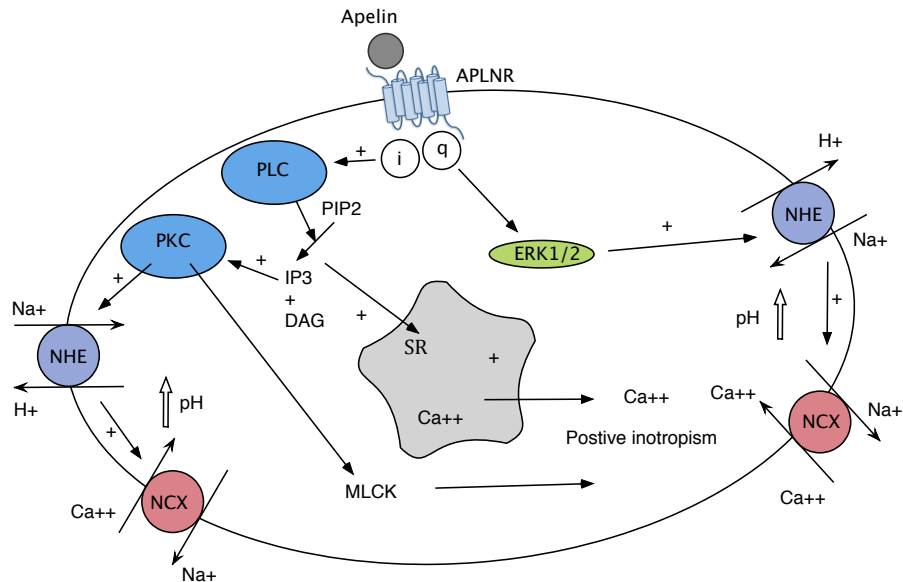 Apelin
APLNR
i
q
+
PLC
PIP2
PKC
+
IP3
+
DAG
+
+
ERK1/2
+
H+
NHE
Na+
+
pH
Na+
NHE
H+
+
pH
SR
+
Ca++
Ca++
Postive inotropism
MLCK
Ca++
NCX
Na+
Ca++
Ca++
NCX
Na+